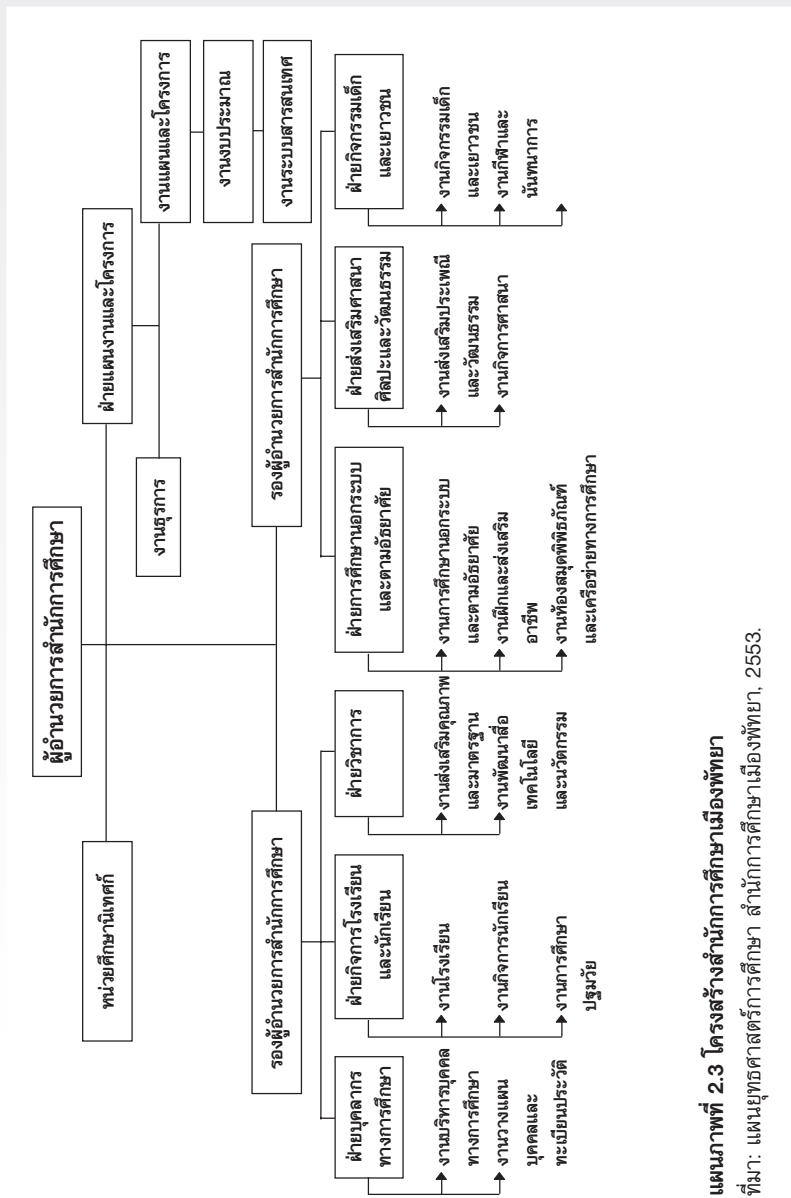 ผู้อำนวยการสำนักการศึกษา
หน่วยศึกษานิเทศก์
ฝ่ายแผนงานและโครงการ
งานธุรการ
งานแผนและโครงการ
งานงบประมาณ
งานระบบสารสนเทศ
รองผู้อำนวยการสำนักการศึกษา
รองผู้อำนวยการสำนักการศึกษา
ฝ่ายบุคลากร
ทางการศึกษา
งานบริหารบุคคล
ทางการศึกษา
งานวางแผน
บุคคลและ
ทะเบียนประวัติ
ฝ่ายกิจการโรงเรียน
และนักเรียน
งานโรงเรียน
งานกิจการนักเรียน
งานการศึกษา
ปฐมวัย
ฝ่ายวิชาการ
งานส่งเสริมคุณภาพ
และมาตรฐาน
งานพัฒนาสื่อ
เทคโนโลยี
และนวัตกรรม
ฝ่ายการศึกษานอกระบบ
และตามอัธยาศัย
งานการศึกษานอกระบบ
และตามอัธยาศัย
งานฝึกและส่งเสริม
อาชีพ
งานห้องสมุดพิพิธภัณฑ์
และเครือข่ายทางการศึกษา
ฝ่ายส่งเสริมศาสนา
ศิลปะและวัฒนธรรม
งานส่งเสริมประเพณี
และวัฒนธรรม
งานกิจการศาสนา
ฝ่ายกิจกรรมเด็ก
และเยาวชน
งานกิจกรรมเด็ก
และเยาวชน
งานกีฬาและ
นันทนาการ
แผนภาพที่ 2.3 โครงสร้างสำนักการศึกษาเมืองพัทยา
ที่มา: แผนยุทธศาสตร์การศึกษา สำนักการศึกษาเมืองพัทยา, 2553.